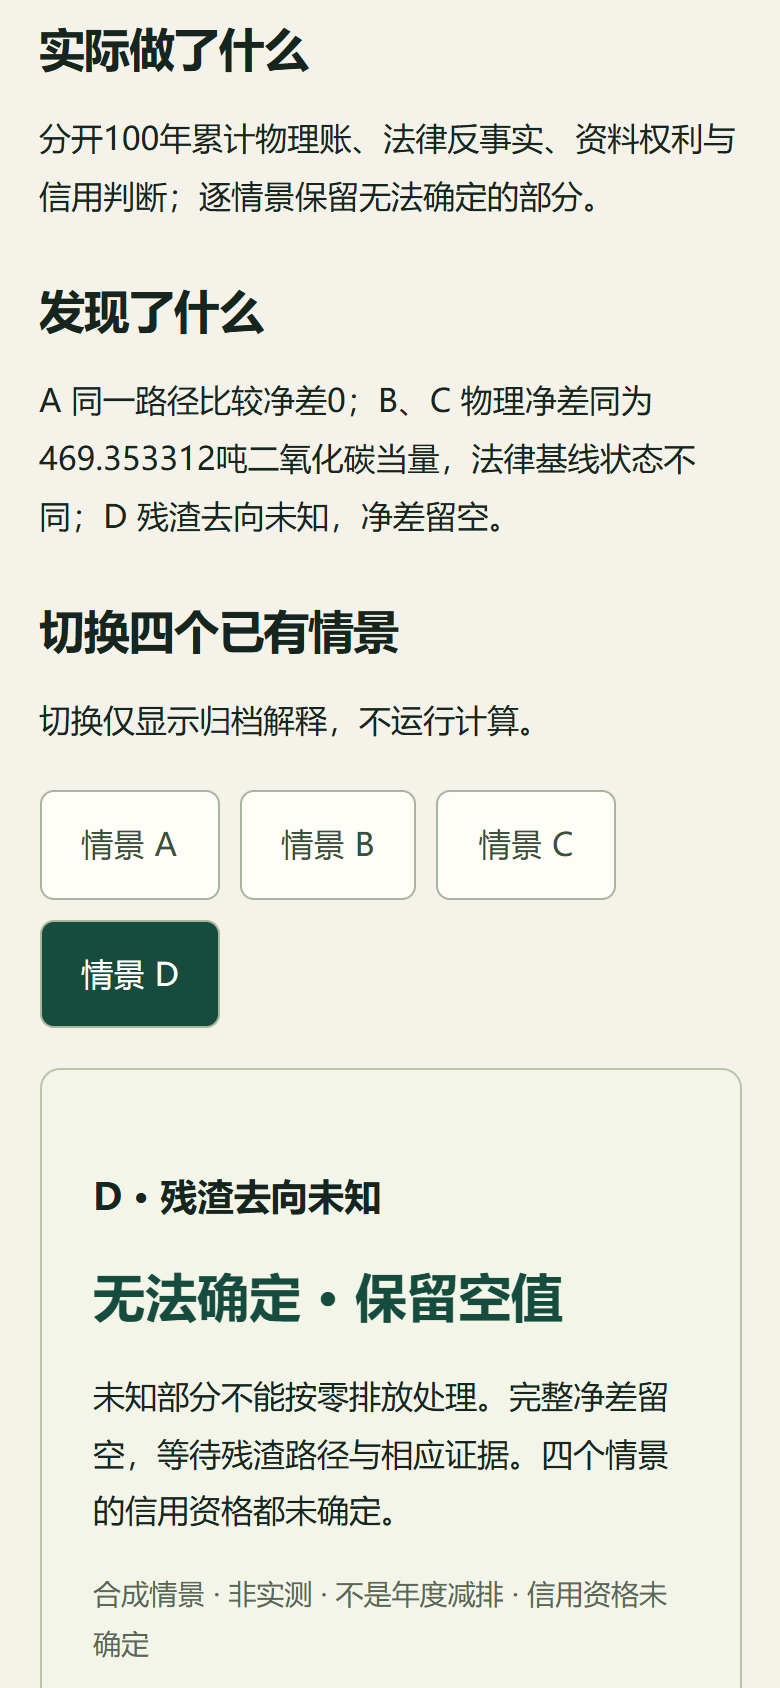 实际做了什么
分开100年累计物理账、法律反事实、资料权利与
信用判断；逐情景保留无法确定的部分。
发现了什么
A 同一路径比较净差0；B、C 物理净差同为
469.353312吨二氧化碳当量，法律基线状态不
同；D 残渣去向未知，净差留空。
切换四个已有情景
切换仅显示归档解释，不运行计算。
情景 A 情景 B 情景 C
情景 D
D · 残渣去向未知
无法确定 · 保留空值
未知部分不能按零排放处理。完整净差留
空，等待残渣路径与相应证据。四个情景
的信用资格都未确定。
合成情景 · 非实测 · 不是年度减排 · 信用资格未
确定